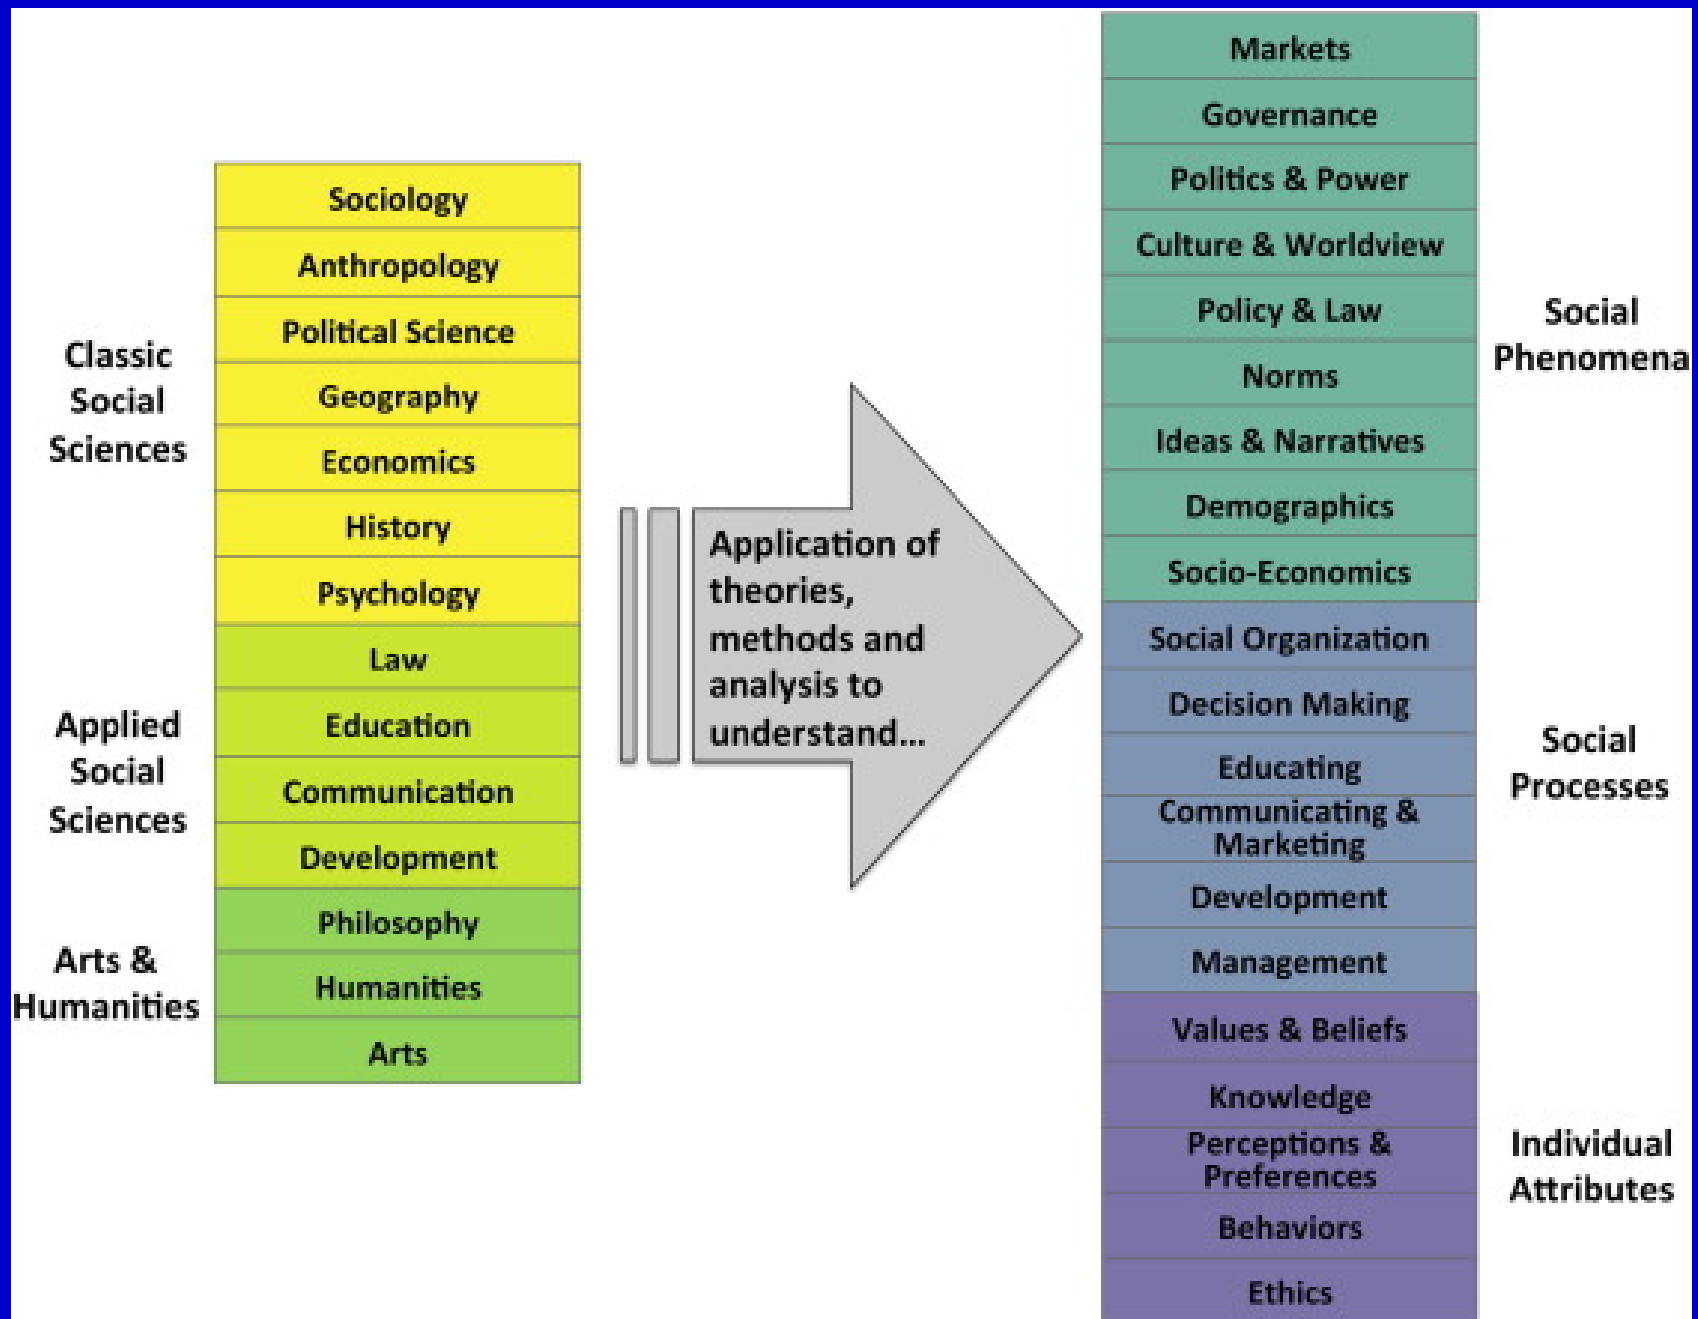 Classic
Social
Sciences
Applied
Social
Sciences
Arts &
Humanities
Sociology
Anthropology
Political Science
Geography
Economics
History
Psychology
Law
Education
Communication
Development
Philosophy
Humanities
Arts
Application of
theories,
methods and
analysis to
understand...
Markets
Governance
Politics & Power
Culture & Worldview
Policy & Law
Norms
Ideas & Narratives
Demographics
Socio-Economics
Social Organization
Decision Making
Educating
Communicating &
Marketing
Development
Management
Values & Beliefs
Knowledge
Perceptions &
Preferences
Behaviors
Ethics
Social
Phenomena
Social
Processes
Individual
Attributes